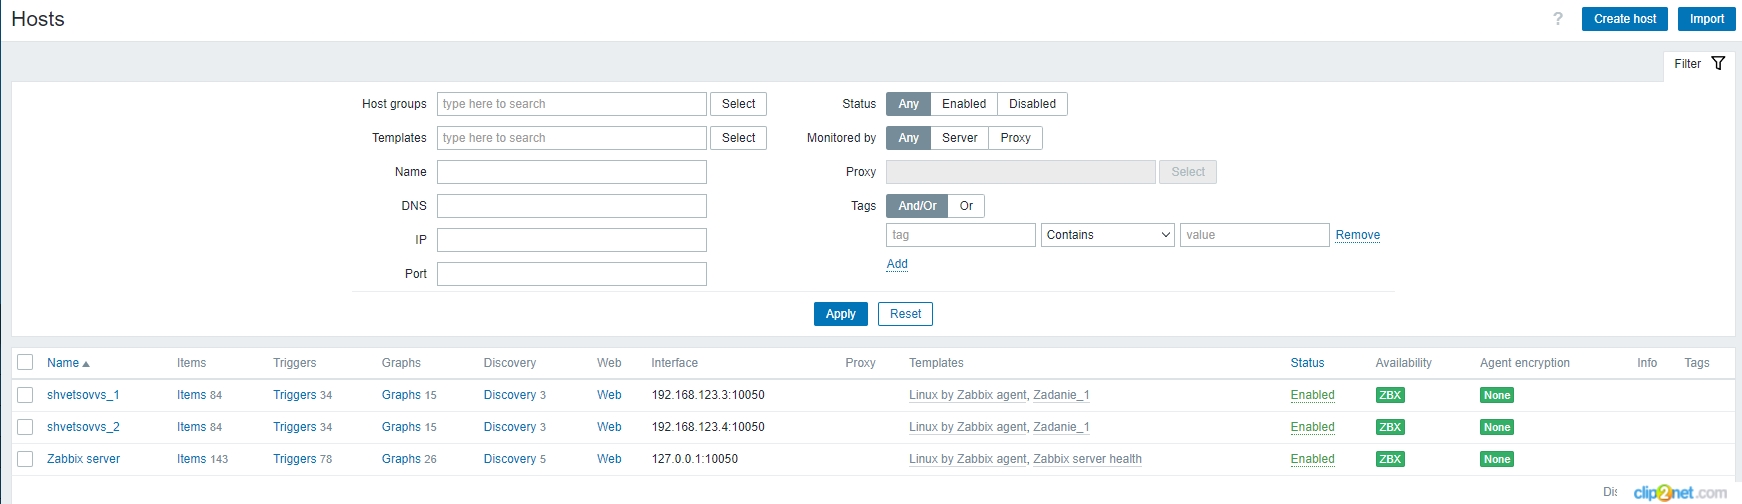 Hosts
? Create host Import
Filter
Host groups type here to search Select Status Any Enabled Disabled
Templates type here to search Select Monitored by Any Server Proxy
Name Proxy Select
DNS Tags And/Or Or
tag Contains value Remove
IP
Add
Port
Apply Reset
Name Items Triggers Graphs Discovery Web Interface Proxy Templates Status Availability Agent encryption Info Tags
shvetsovvs_1 Items 84 Triggers 34 Graphs 15 Discovery 3 Web 192.168.123.3:10050 Linux by Zabbix agent, Zadanie_1 Enabled ZBX None
shvetsovvs_2 Items 84 Triggers 34 Graphs 15 Discovery 3 Web 192.168.123.4:10050 Linux by Zabbix agent, Zadanie_1 Enabled ZBX None
Zabbix server Items 143 Triggers 78 Graphs 26 Discovery 5 Web 127.0.0.1:10050 Linux by Zabbix agent, Zabbix server health Enabled ZBX None
clip2net.com